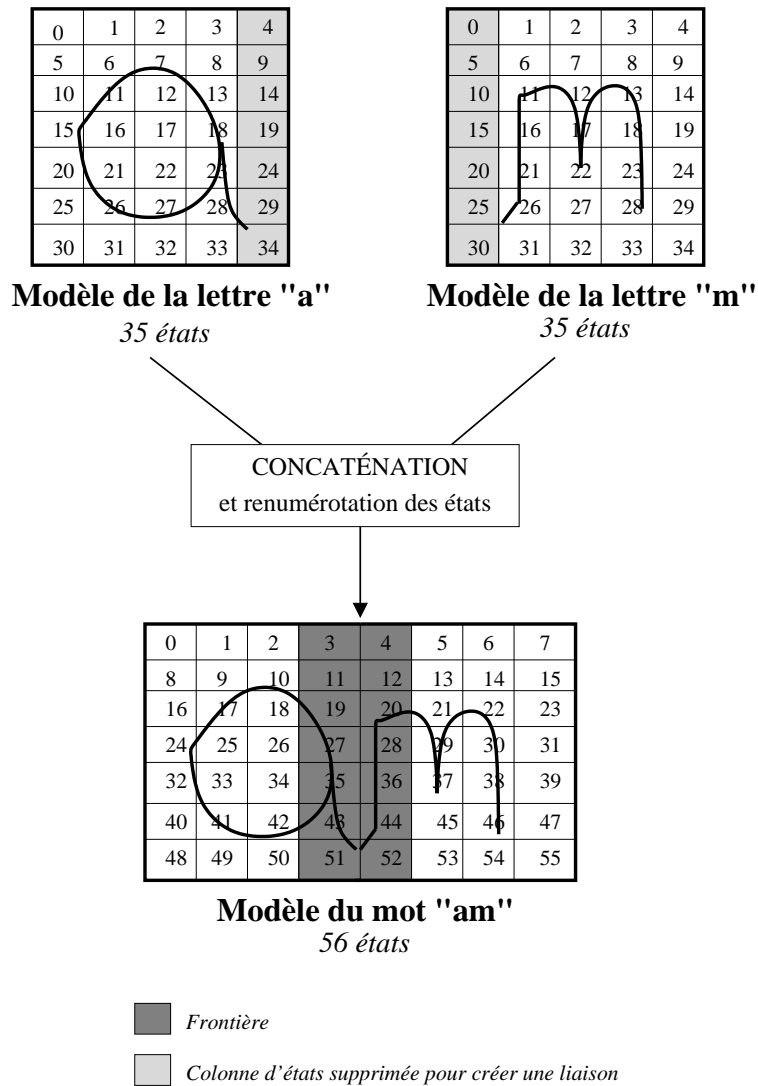 0 1 2 3 4
5 6 7 8 9
10 11 12 13 14
15 16 17 18 19
20 21 22 23 24
25 26 27 28 29
30 31 32 33 34
Modèle de la lettre "a"
35 états
0 1 2 3 4
5 6 7 8 9
10 11 12 13 14
15 16 17 18 19
20 21 22 23 24
25 26 27 28 29
30 31 32 33 34
Modèle de la lettre "m"
35 états
CONCATÉNATION
et renumérotation des états
0 1 2 3 4 5 6 7
8 9 10 11 12 13 14 15
16 17 18 19 20 21 22 23
24 25 26 27 28 29 30 31
32 33 34 35 36 37 38 39
40 41 42 43 44 45 46 47
48 49 50 51 52 53 54 55
Modèle du mot "am"
56 états
Frontière
Colonne d'états supprimée pour créer une liaison